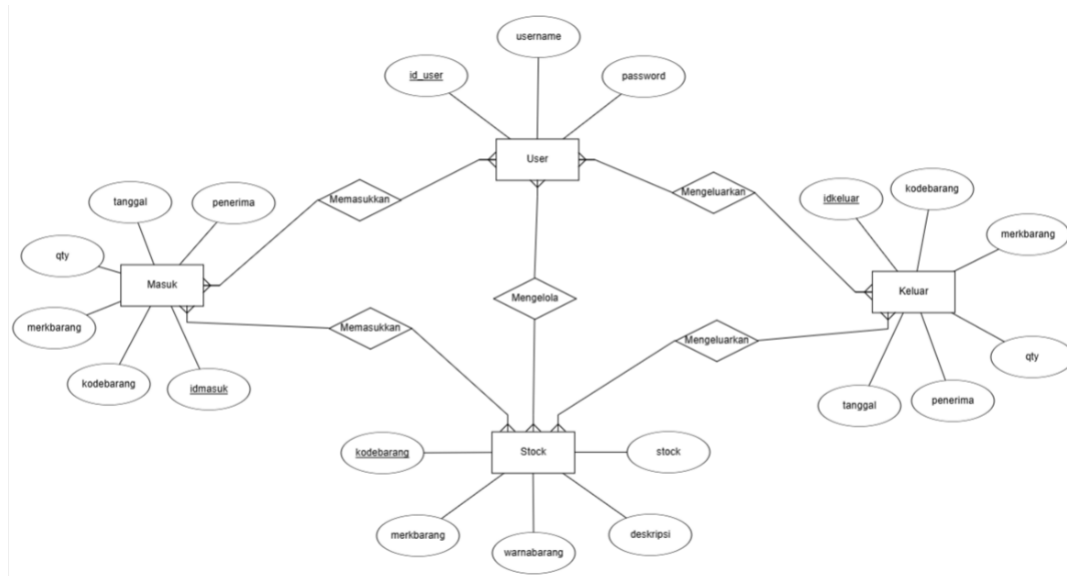 username
id_user
password
User
Memasukkan
Mengeluarkan
tanggal
penerima
qty
Masuk
merkbarang
kodebarang
idmasuk
idkeluar
kodebarang
merkbarang
Keluar
qty
penerima
tanggal
Mengelola
Memasukkan
Mengeluarkan
kodebarang
Stock
stock
merkbarang
warnabarang
deskripsi